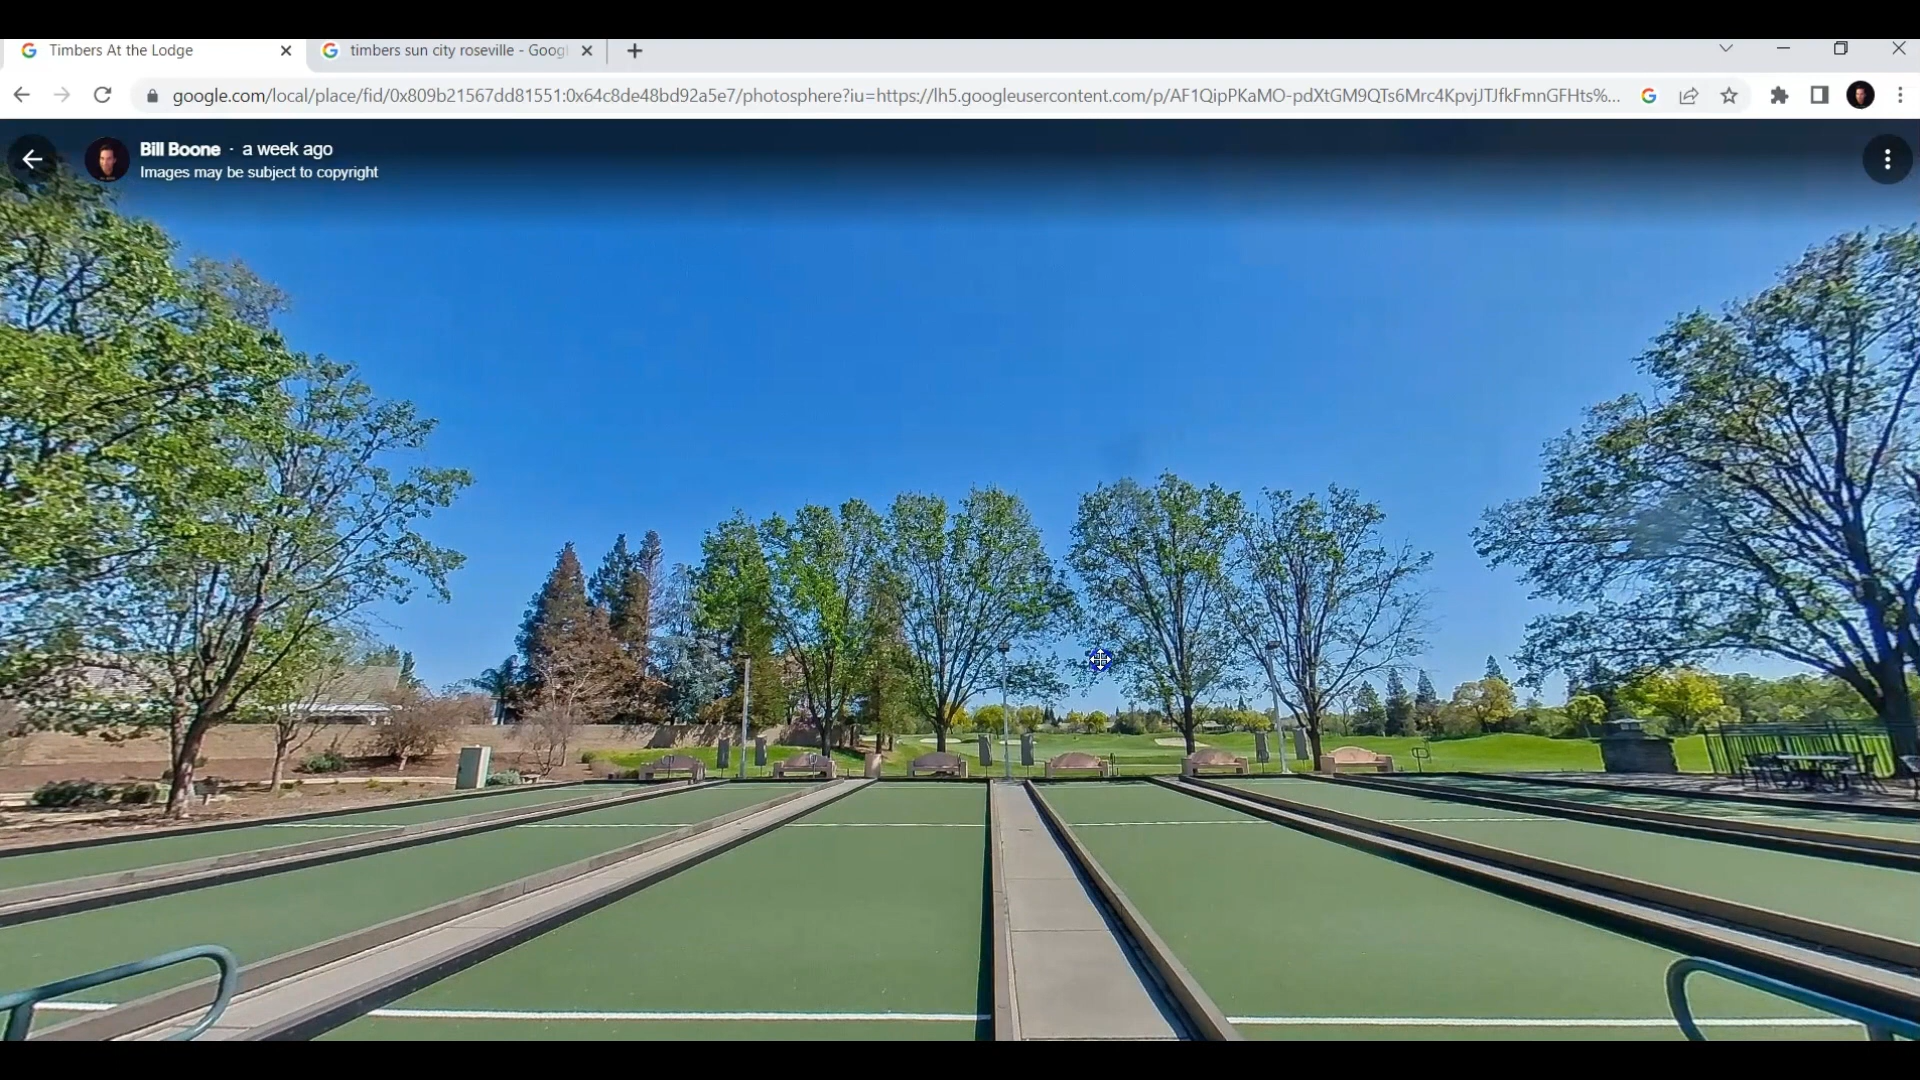 Timbers At the Lodge
timbers sun city roseville - Googl
google.com/local/place/fid/0x809b21567dd81551:0x64c8de48bd92a5e7/photosphere?iu=https://lh5.googleusercontent.com/p/AF1QipPKaMO-pdXtGM9QTs6Mrc4KpvjJTJfkFmnGFHts%...
Bill Boone · a week ago
Images may be subject to copyright